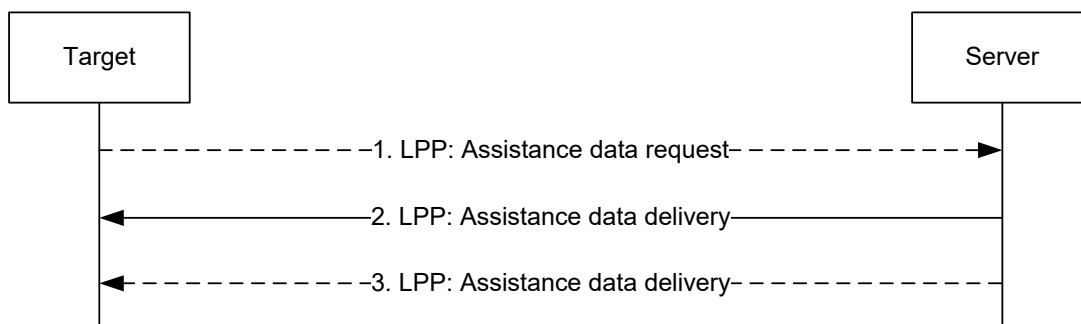 Target
Server
1. LPP: Assistance data request
2. LPP: Assistance data delivery
3. LPP: Assistance data delivery